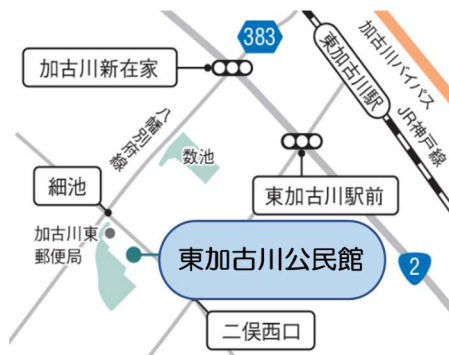 383
加古川新在家
東加古川駅
加古川バイパス
JR神戸線
八幡別府線
数池
東加古川駅前
細池
加古川東
郵便局
東加古川公民館
2
二俣西口